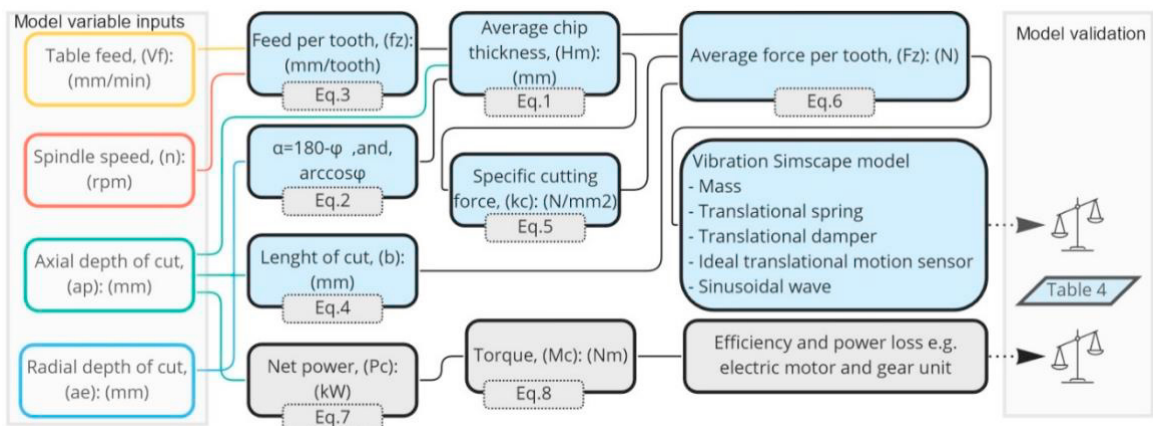 Model variable inputs
Table feed, (Vf):
(mm/min)
Spindle speed, (n):
(rpm)
Axial depth of cut,
(ap): (mm)
Radial depth of cut,
(ae): (mm)
Feed per tooth, (fz):
(mm/tooth)
Eq.3
α=180-φ ,and,
arccosφ
Eq.2
Lenght of cut, (b):
(mm)
Eq.4
Net power, (Pc):
(kW)
Eq.7
Average chip
thickness, (Hm):
(mm)
Eq.1
Specific cutting
force, (kc): (N/mm2)
Eq.5
Torque, (Mc): (Nm)
Eq.8
Average force per tooth, (Fz): (N)
Eq.6
Vibration Simscape model
- Mass
- Translational spring
- Translational damper
- Ideal translational motion sensor
- Sinusoidal wave
Efficiency and power loss e.g.
electric motor and gear unit
Model validation
Table 4